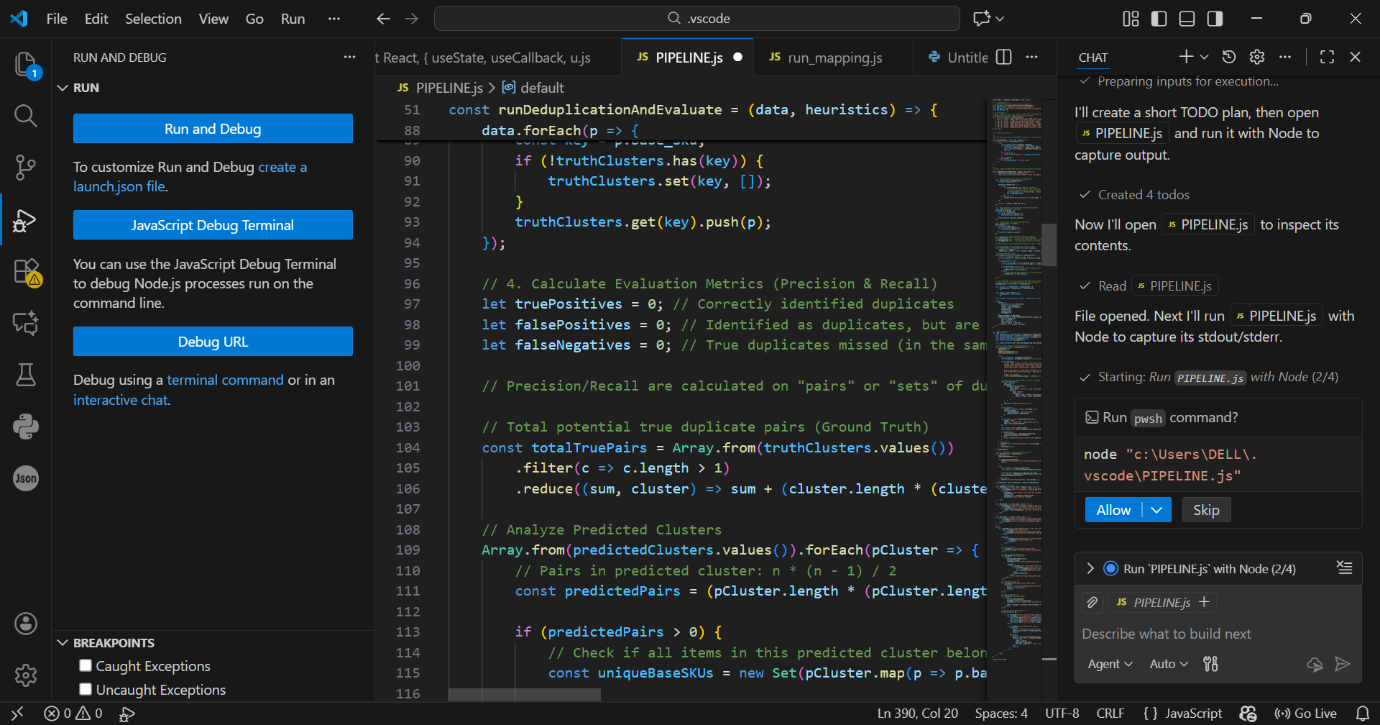 File Edit Selection View Go Run ··· .vscode
RUN AND DEBUG ···
RUN
Run and Debug
To customize Run and Debug create a
launch.json file.
JavaScript Debug Terminal
You can use the JavaScript Debug Terminal
to debug Node.js processes run on the
command line.
Debug URL
Debug using a terminal command or in an
interactive chat.
BREAKPOINTS
Caught Exceptions
Uncaught Exceptions
1
Json
t React, { useState, useCallback, u.js JS PIPELINE.js JS run_mapping.js Untitle ···
JS PIPELINE.js > default
51 const runDeduplicationAndEvaluate = (data, heuristics) => {
88 data.forEach(p => {
const key = p.base_sku;
90 if (!truthClusters.has(key)) {
91 truthClusters.set(key, []);
92 }
93 truthClusters.get(key).push(p);
94 });
95
96 // 4. Calculate Evaluation Metrics (Precision & Recall)
97 let truePositives = 0; // Correctly identified duplicates
98 let falsePositives = 0; // Identified as duplicates, but are
99 let falseNegatives = 0; // True duplicates missed (in the sam
100
101 // Precision/Recall are calculated on "pairs" or "sets" of du
102
103 // Total potential true duplicate pairs (Ground Truth)
104 const totalTruePairs = Array.from(truthClusters.values())
105 .filter(c => c.length > 1)
106 .reduce((sum, cluster) => sum + (cluster.length * (cluste
107
108 // Analyze Predicted Clusters
109 Array.from(predictedClusters.values()).forEach(pCluster => {
110 // Pairs in predicted cluster: n * (n - 1) / 2
111 const predictedPairs = (pCluster.length * (pCluster.lengt
112
113 if (predictedPairs > 0) {
114 // Check if all items in this predicted cluster belon
115 const uniqueBaseSKUs = new Set(pCluster.map(p => p.ba
116
CHAT ···
Preparing inputs for execution...
I'll create a short TODO plan, then open
JS PIPELINE.js and run it with Node to
capture output.
Created 4 todos
Now I'll open JS PIPELINE.js to inspect its
contents.
Read JS PIPELINE.js
File opened. Next I'll run JS PIPELINE.js with
Node to capture its stdout/stderr.
Starting: Run PIPELINE.js with Node (2/4)
Run pwsh command?
node "c:\Users\DELL\.
vscode\PIPELINE.js"
Allow Skip
Run `PIPELINE.js` with Node (2/4)
JS PIPELINE.js +
Describe what to build next
Agent Auto
0 0 Ln 390, Col 20 Spaces: 4 UTF-8 CRLF { } JavaScript Go Live